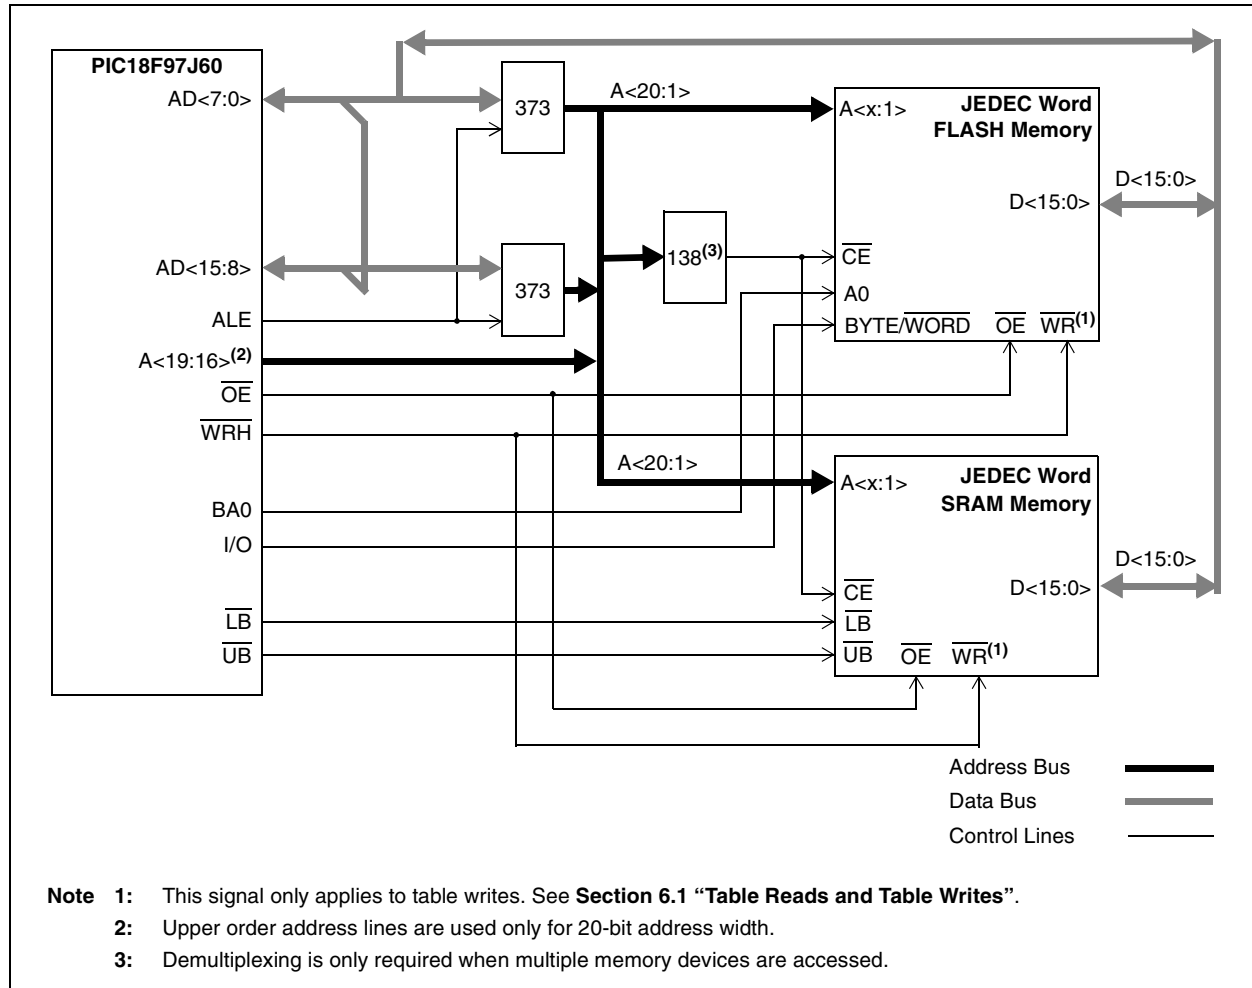 PIC18F97J60
AD<7:0>
AD<15:8>
ALE
A<19:16>(2)
OE
WRH
BA0
I/O
LB
UB
373
373
A<20:1>
138(3)
A<20:1>
A<x:1>
JEDEC Word
FLASH Memory
D<15:0>
CE
A0
BYTE/WORD OE WR(1)
D<15:0>
A<x:1>
JEDEC Word
SRAM Memory
D<15:0>
CE
LB
UB OE WR(1)
D<15:0>
Address Bus
Data Bus
Control Lines
Note 1: This signal only applies to table writes. See Section 6.1 “Table Reads and Table Writes”.
2: Upper order address lines are used only for 20-bit address width.
3: Demultiplexing is only required when multiple memory devices are accessed.